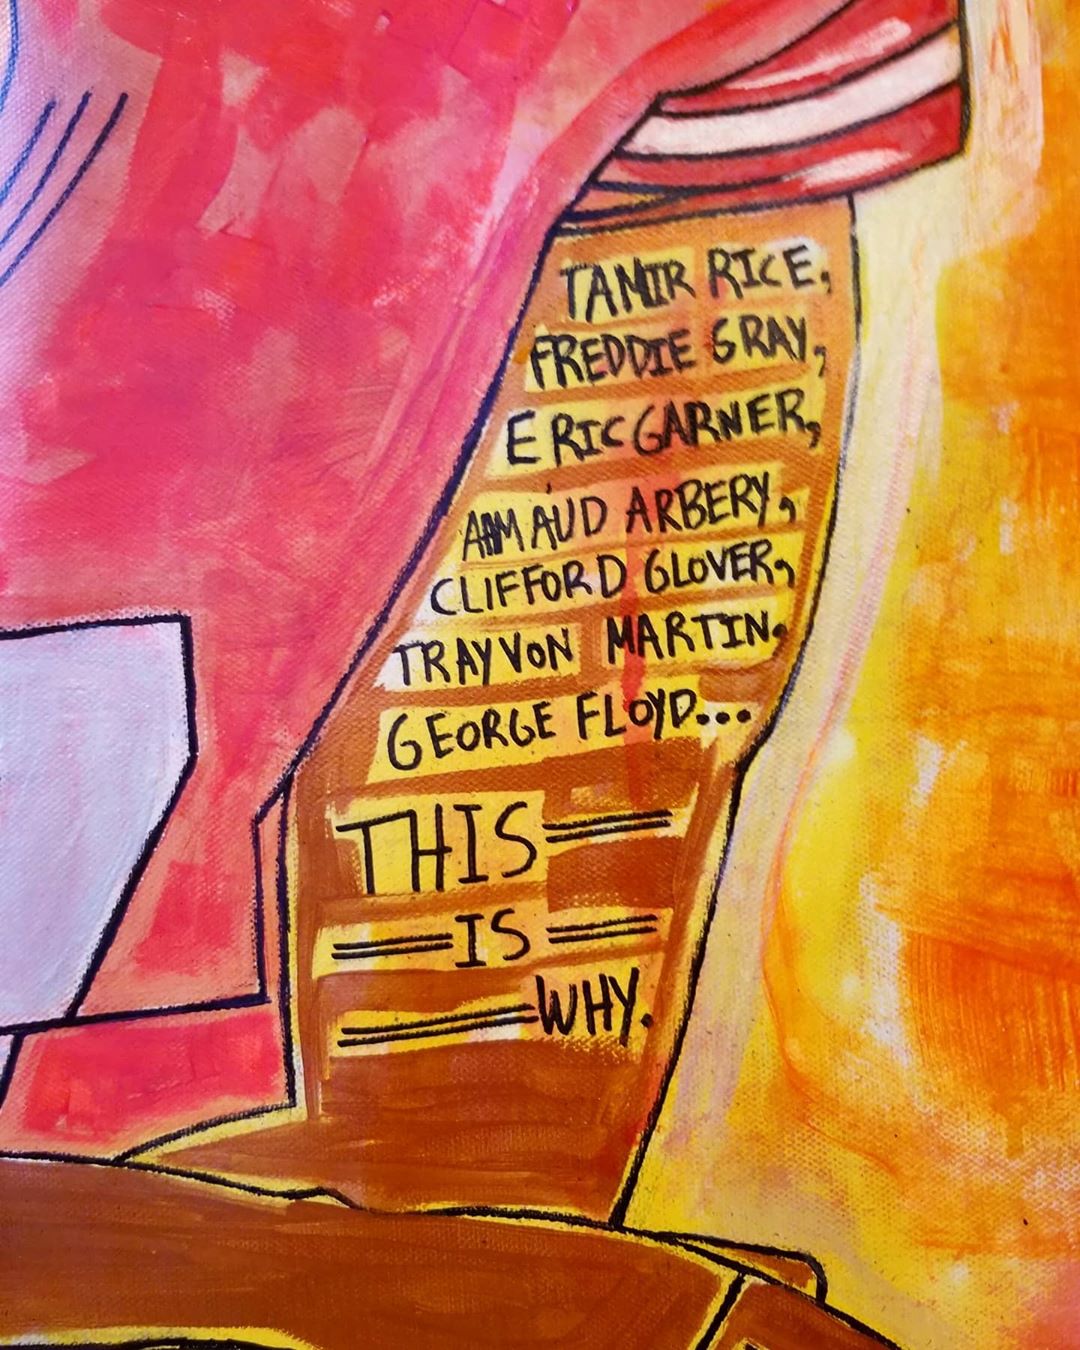 TAMIR RICE,
FREDDIE GRAY,
ERIC GARNER,
AHMAUD ARBERY,
CLIFFORD GLOVER,
TRAYVON MARTIN.
GEORGE FLOYD...
THIS
IS
WHY.